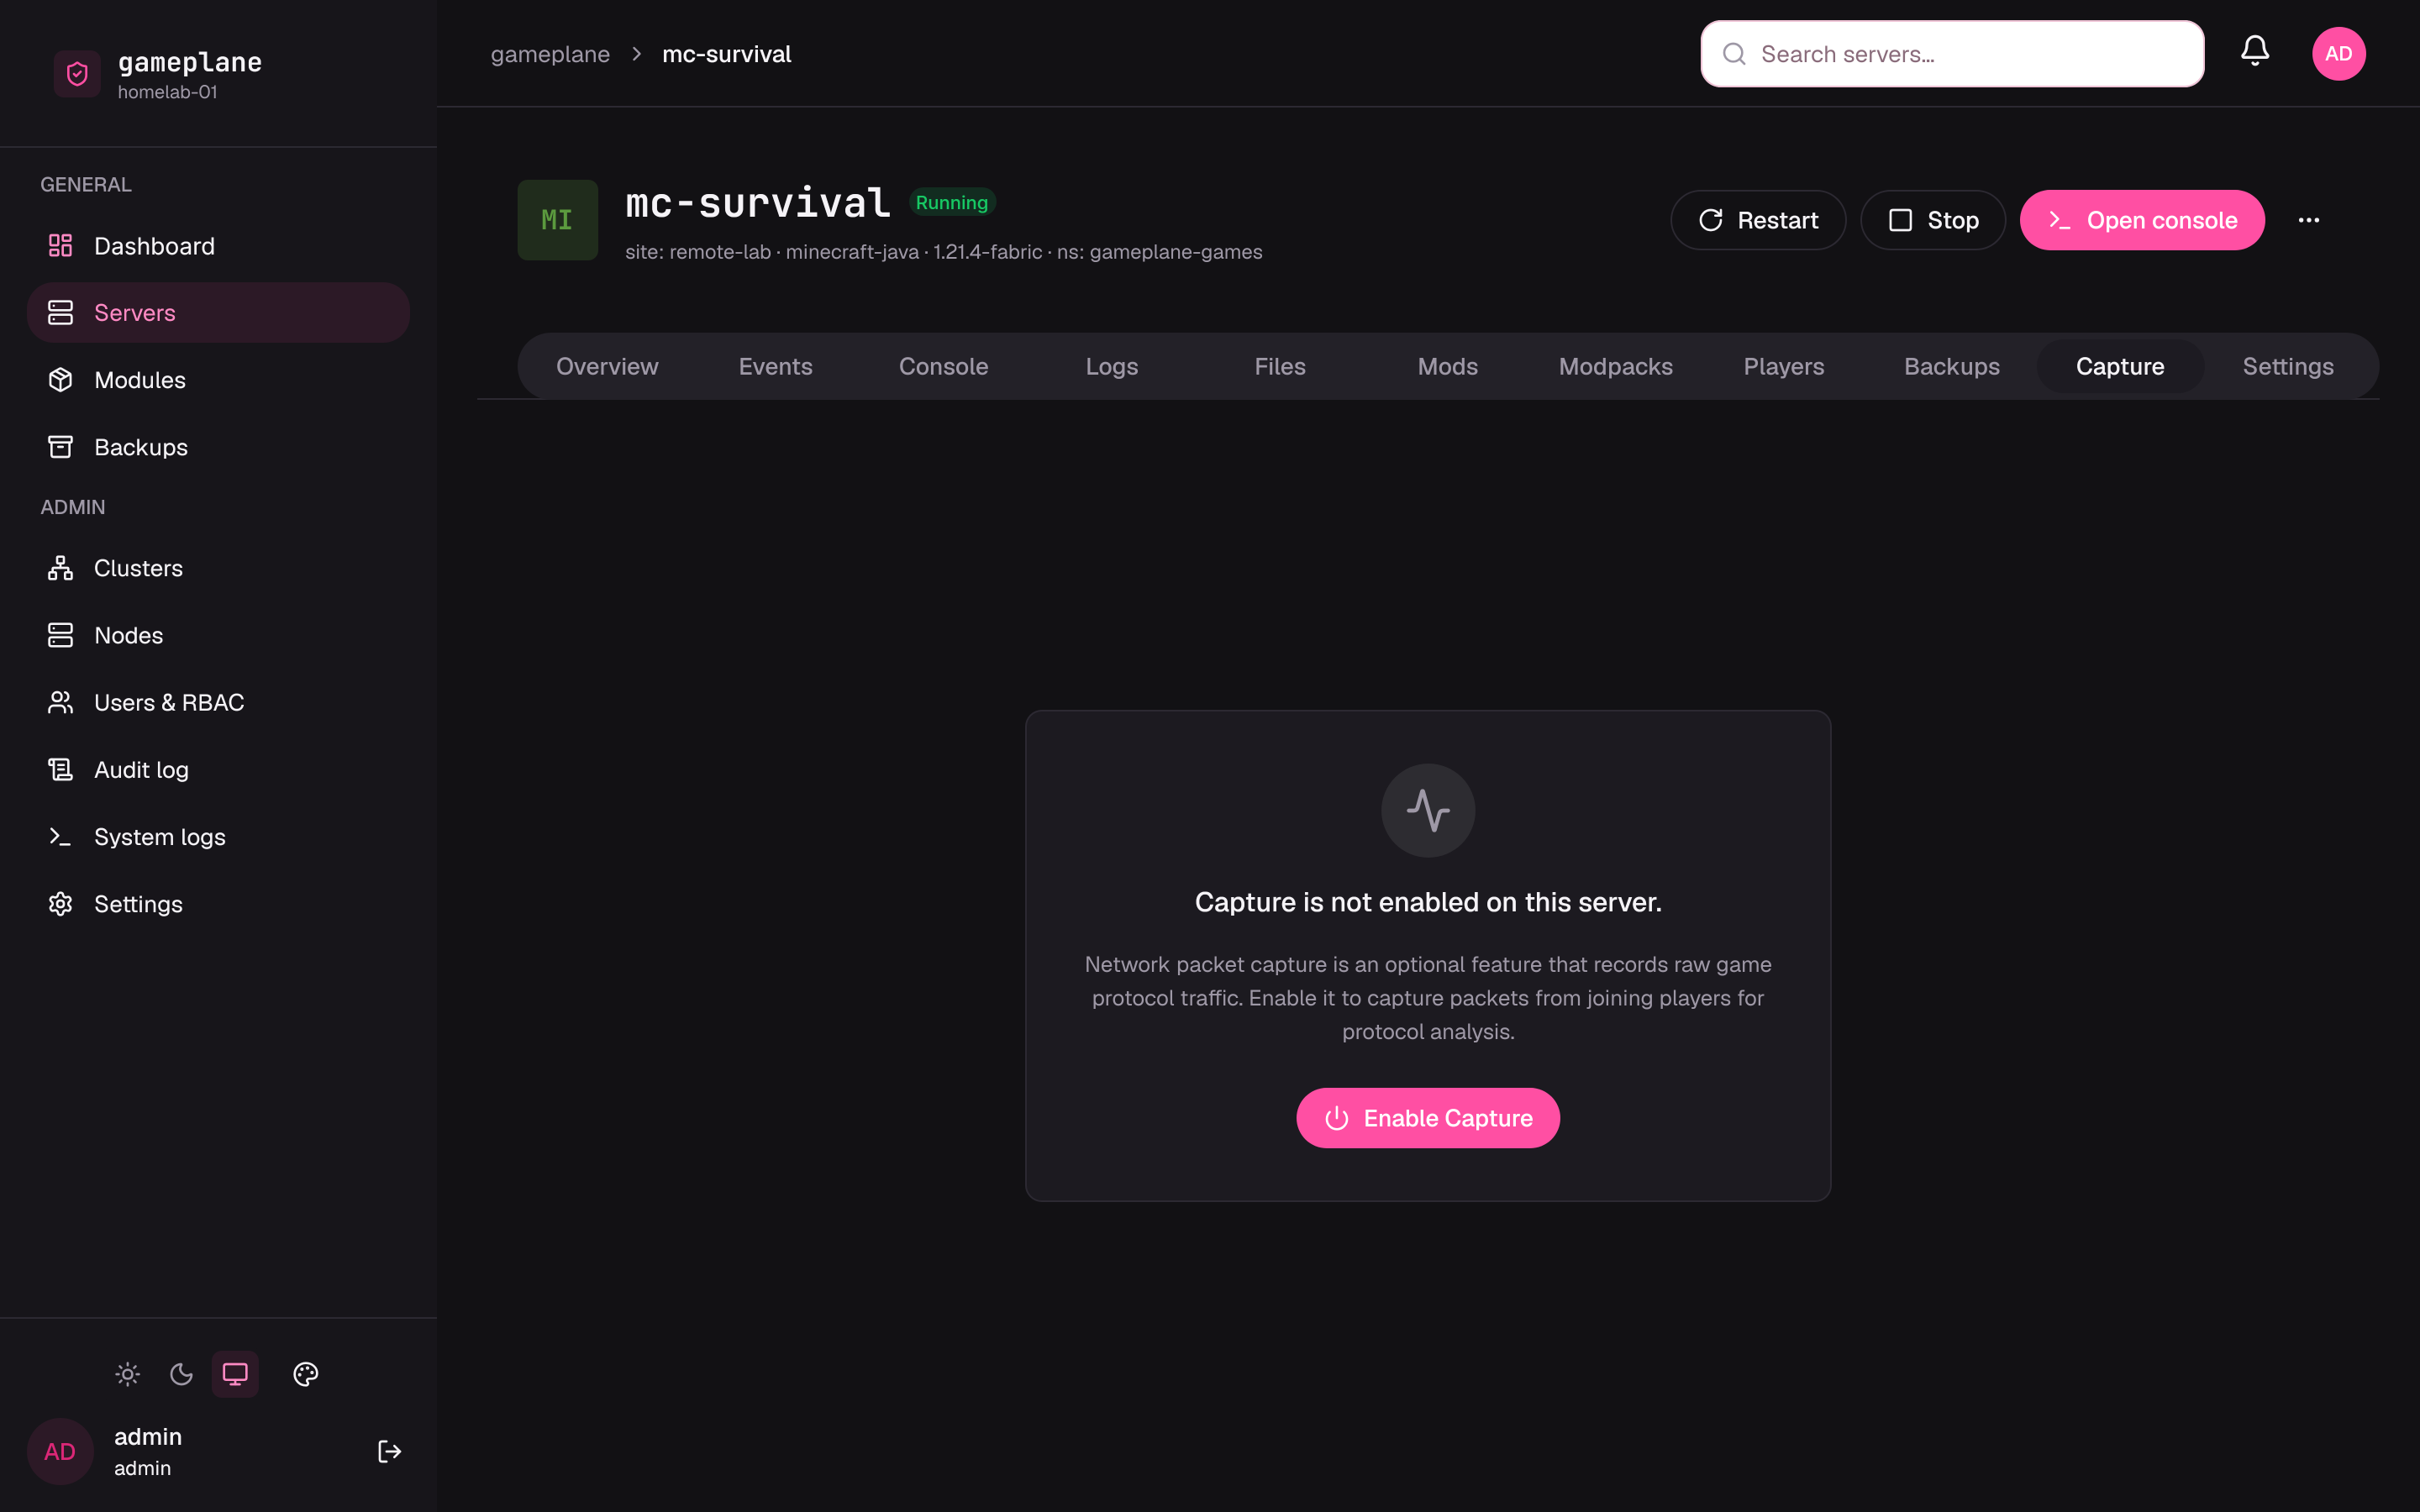 gameplane
homelab-01
GENERAL
Dashboard
Servers
Modules
Backups
ADMIN
Clusters
Nodes
Users & RBAC
Audit log
System logs
Settings
AD
admin
admin
gameplane
mc-survival
Search servers...
AD
MI
mc-survival
Running
site: remote-lab · minecraft-java · 1.21.4-fabric · ns: gameplane-games
Restart
Stop
Open console
Overview
Events
Console
Logs
Files
Mods
Modpacks
Players
Backups
Capture
Settings
Capture is not enabled on this server.
Network packet capture is an optional feature that records raw game
protocol traffic. Enable it to capture packets from joining players for
protocol analysis.
Enable Capture